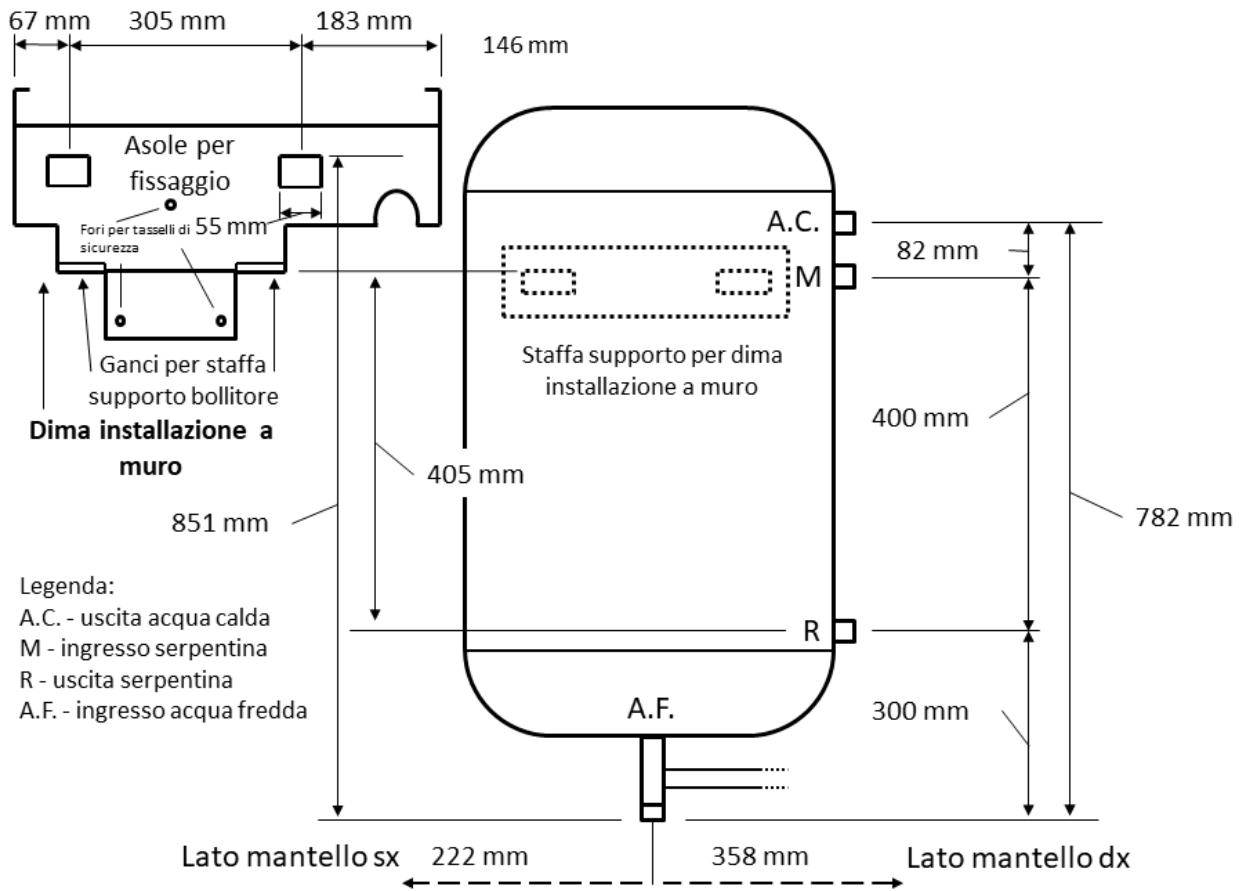 67 mm
305 mm
183 mm
146 mm
Asole per
fissaggio
Fori per tasselli di
sicurezza
55 mm
Ganci per staffa
supporto bollitore
Dima installazione a
muro
405 mm
851 mm
A.C.
M
82 mm
Staffa supporto per dima
installazione a muro
400 mm
782 mm
R
A.F.
300 mm
Legenda:
A.C. - uscita acqua calda
M - ingresso serpentina
R - uscita serpentina
A.F. - ingresso acqua fredda
Lato mantello sx
222 mm
358 mm
Lato mantello dx